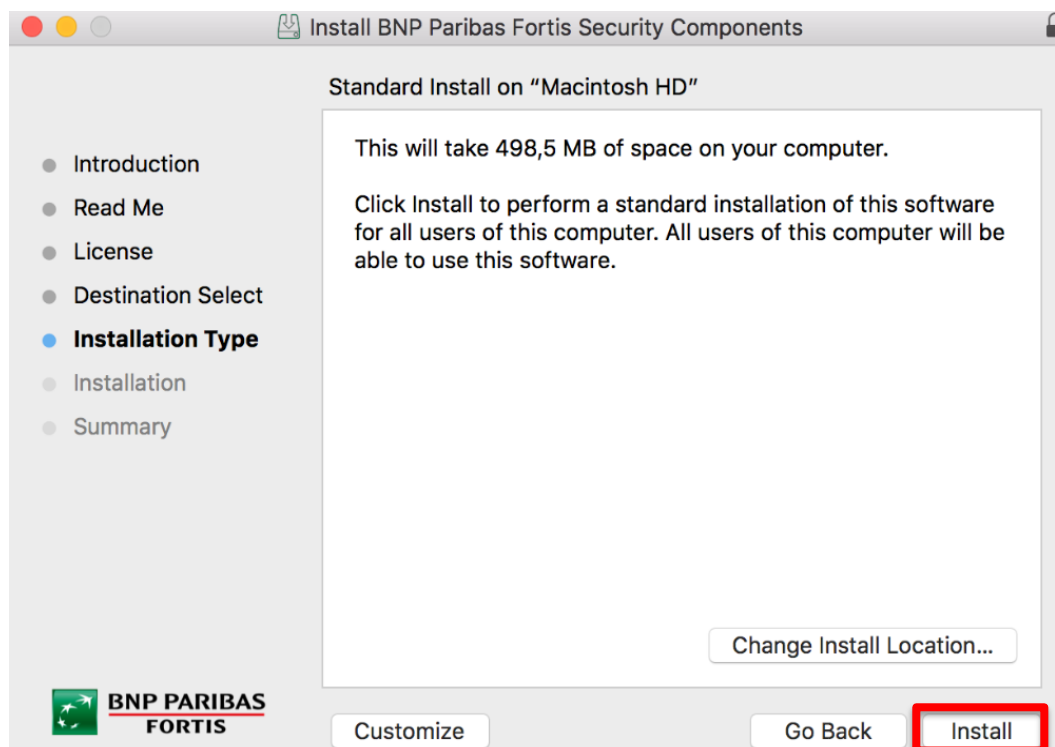 Install BNP Paribas Fortis Security Components
Standard Install on “Macintosh HD”
Introduction
Read Me
License
Destination Select
Installation Type
Installation
Summary
This will take 498,5 MB of space on your computer.
Click Install to perform a standard installation of this software
for all users of this computer. All users of this computer will be
able to use this software.
Change Install Location...
BNP PARIBAS
FORTIS
Customize
Go Back
Install